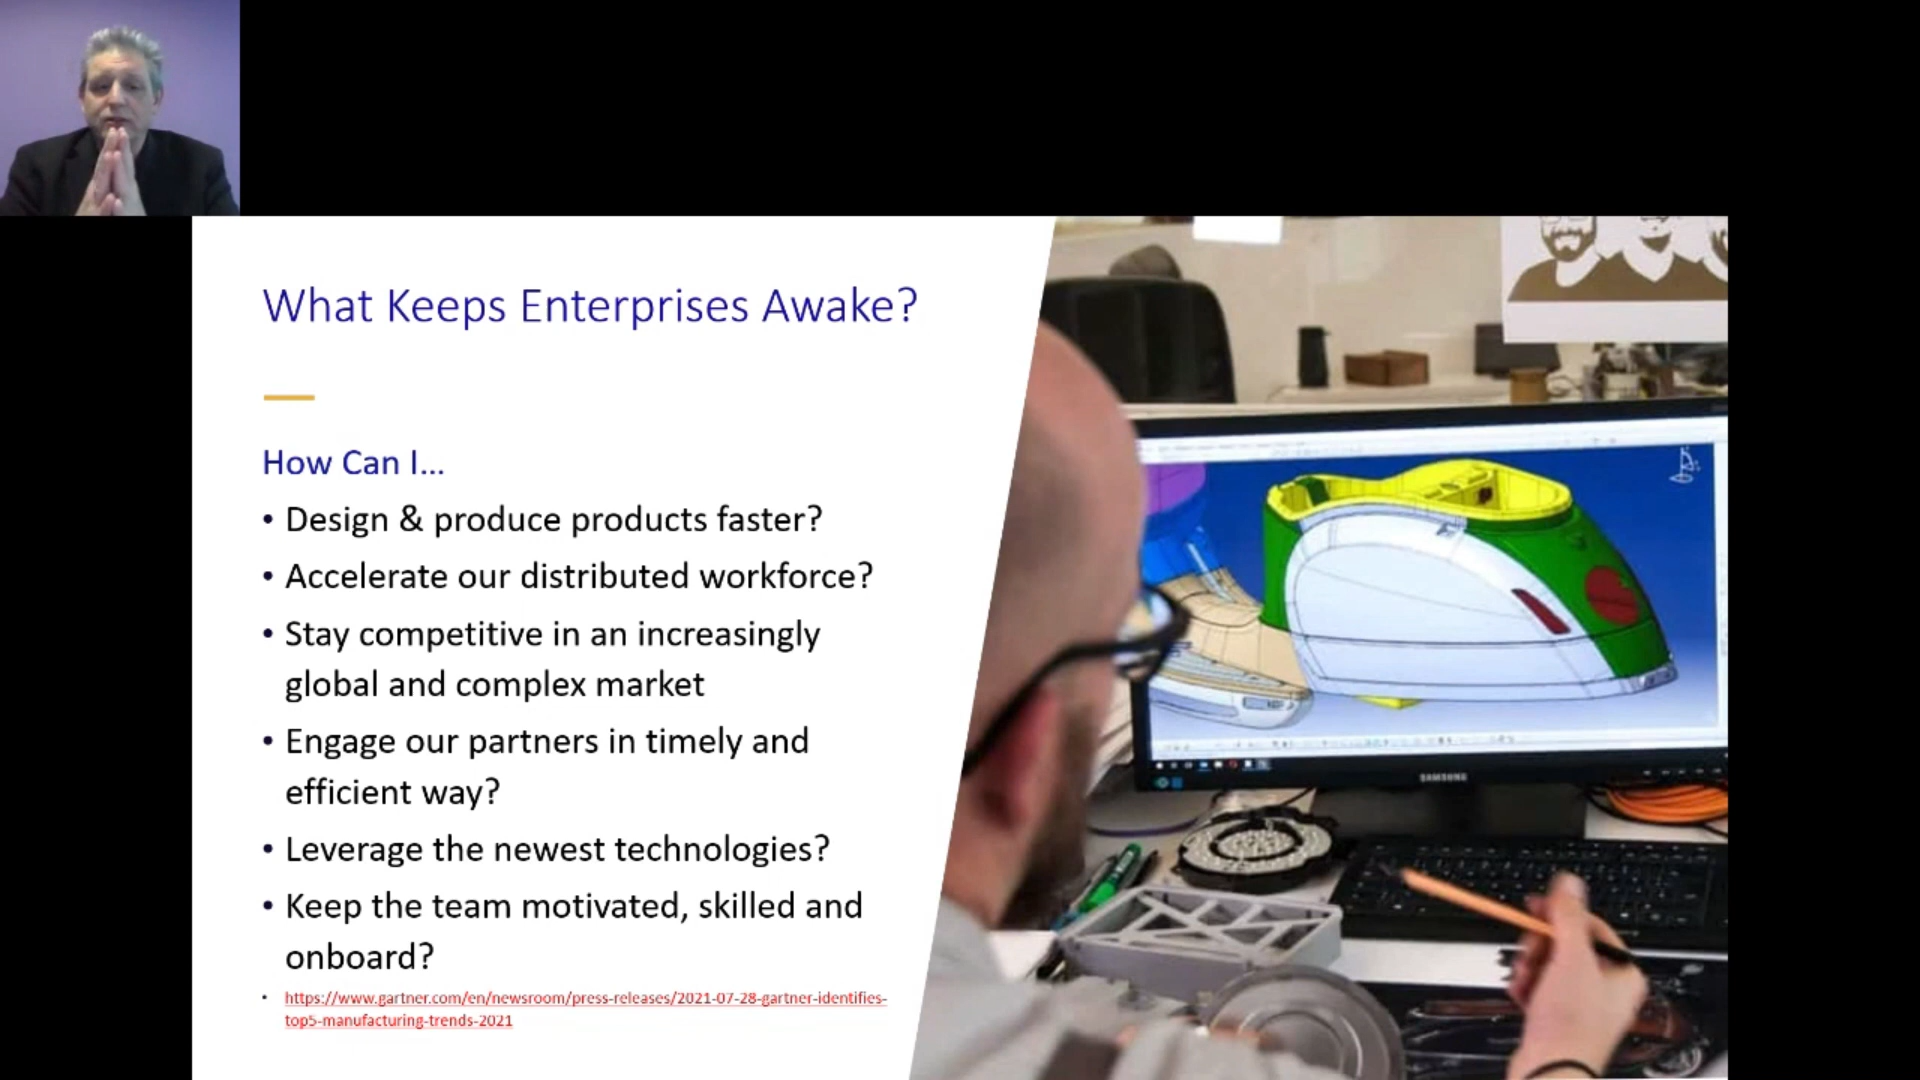 What Keeps Enterprises Awake?
How Can I...
• Design & produce products faster?
• Accelerate our distributed workforce?
• Stay competitive in an increasingly
global and complex market
• Engage our partners in timely and
efficient way?
• Leverage the newest technologies?
• Keep the team motivated, skilled and
onboard?
• https://www.gartner.com/en/newsroom/press-releases/2021-07-28-gartner-identifies-
top5-manufacturing-trends-2021
SAMSUNG